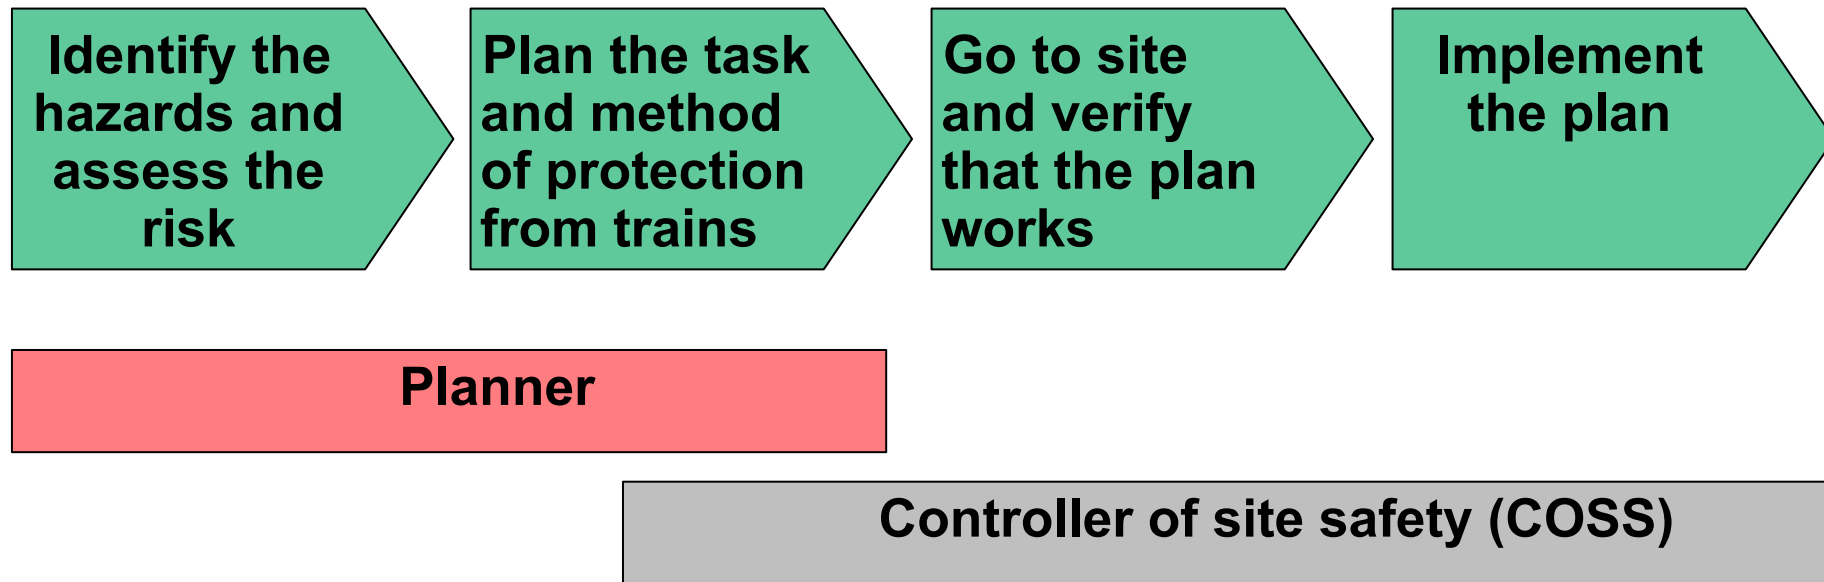 Identify the
hazards and
assess the
risk
Plan the task
and method
of protection
from trains
Go to site
and verify
that the plan
works
Implement
the plan
Planner
Controller of site safety (COSS)